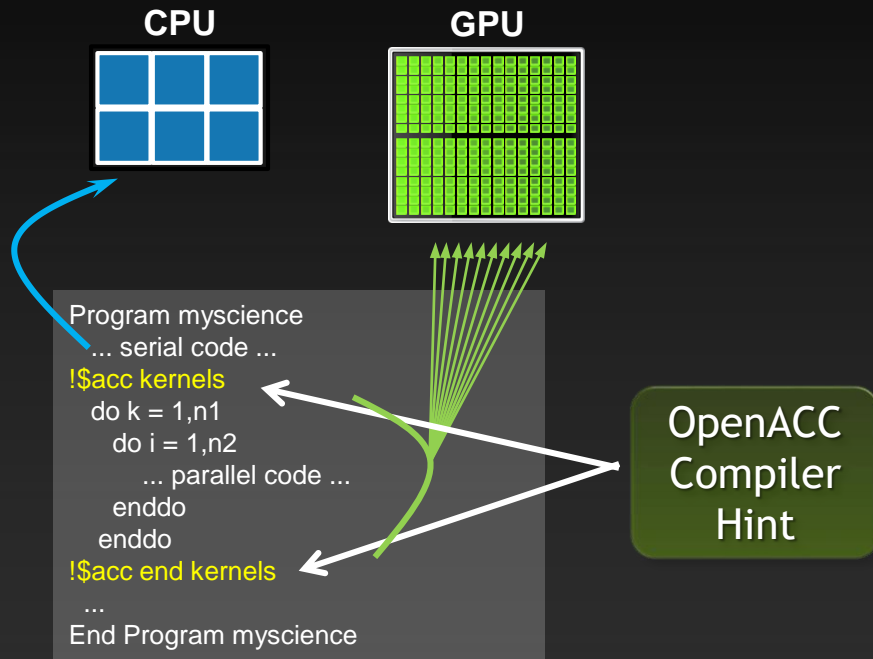 CPU
GPU
Program myscience
... serial code ...
!$acc kernels
do k = 1,n1
do i = 1,n2
... parallel code ...
enddo
enddo
!$acc end kernels
...
End Program myscience
OpenACC
Compiler
Hint